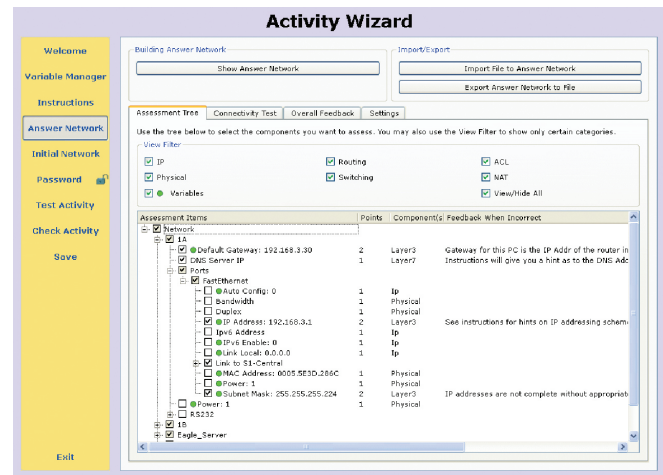 Activity Wizard
Welcome
Variable Manager
Instructions
Answer Network
Initial Network
Password
Test Activity
Check Activity
Save
Exit
Building Answer Network
Show Answer Network
Import/Export
Import File to Answer Network
Export Answer Network to File
Assessment Tree Connectivity Test Overall Feedback Settings
Use the tree below to select the components you want to assess. You may also use the View Filter to show only certain categories.
View Filter
IP Routing ACL
Physical Switching NAT
Variables View/Hide All
Assessment Items Points Component(s Feedback When Incorrect
Network
1A
Default Gateway: 192.168.3.30 2 Layer3 Gateway for this PC is the IP Addr of the router in
DNS Server IP 1 Layer7 Instructions will give you a hint as to the DNS Add
Ports
FastEthernet
Auto Config: 0 1 Ip
Bandwidth 1 Physical
Duplex 1 Physical
IP Address: 192.168.3.1 2 Layer3 See instructions for hints on IP addressing schem
Ipv6 Address 1 Ip
IPv6 Enable: 0 1 Ip
Link Local: 0.0.0.0 1 Ip
Link to S1-Central
MAC Address: 0005.5E3D.286C 1 Physical
Power: 1 1 Physical
Subnet Mask: 255.255.255.224 2 Layer3 IP addresses are not complete without appropriat
Power: 1 1 Physical
RS232
1B
Eagle_Server